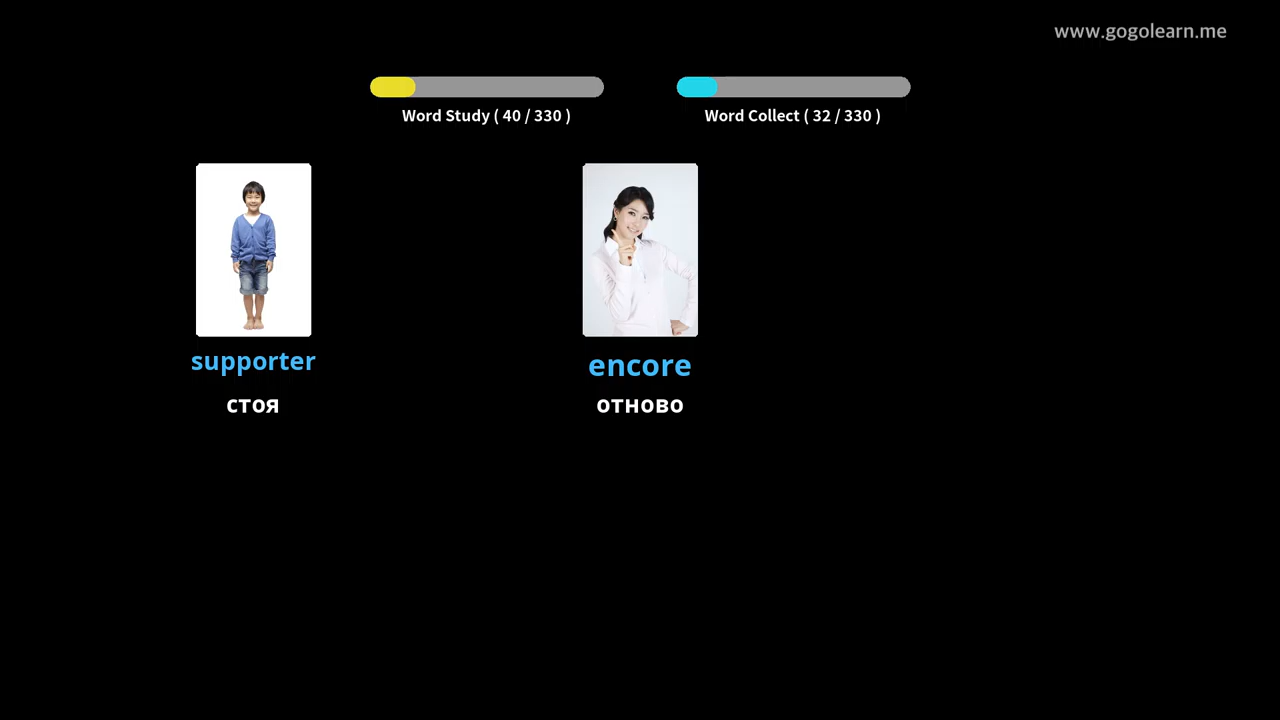 www.gogolearn.me
Word Study ( 40 / 330 )
Word Collect ( 32 / 330 )
supporter
стоя
encore
отново